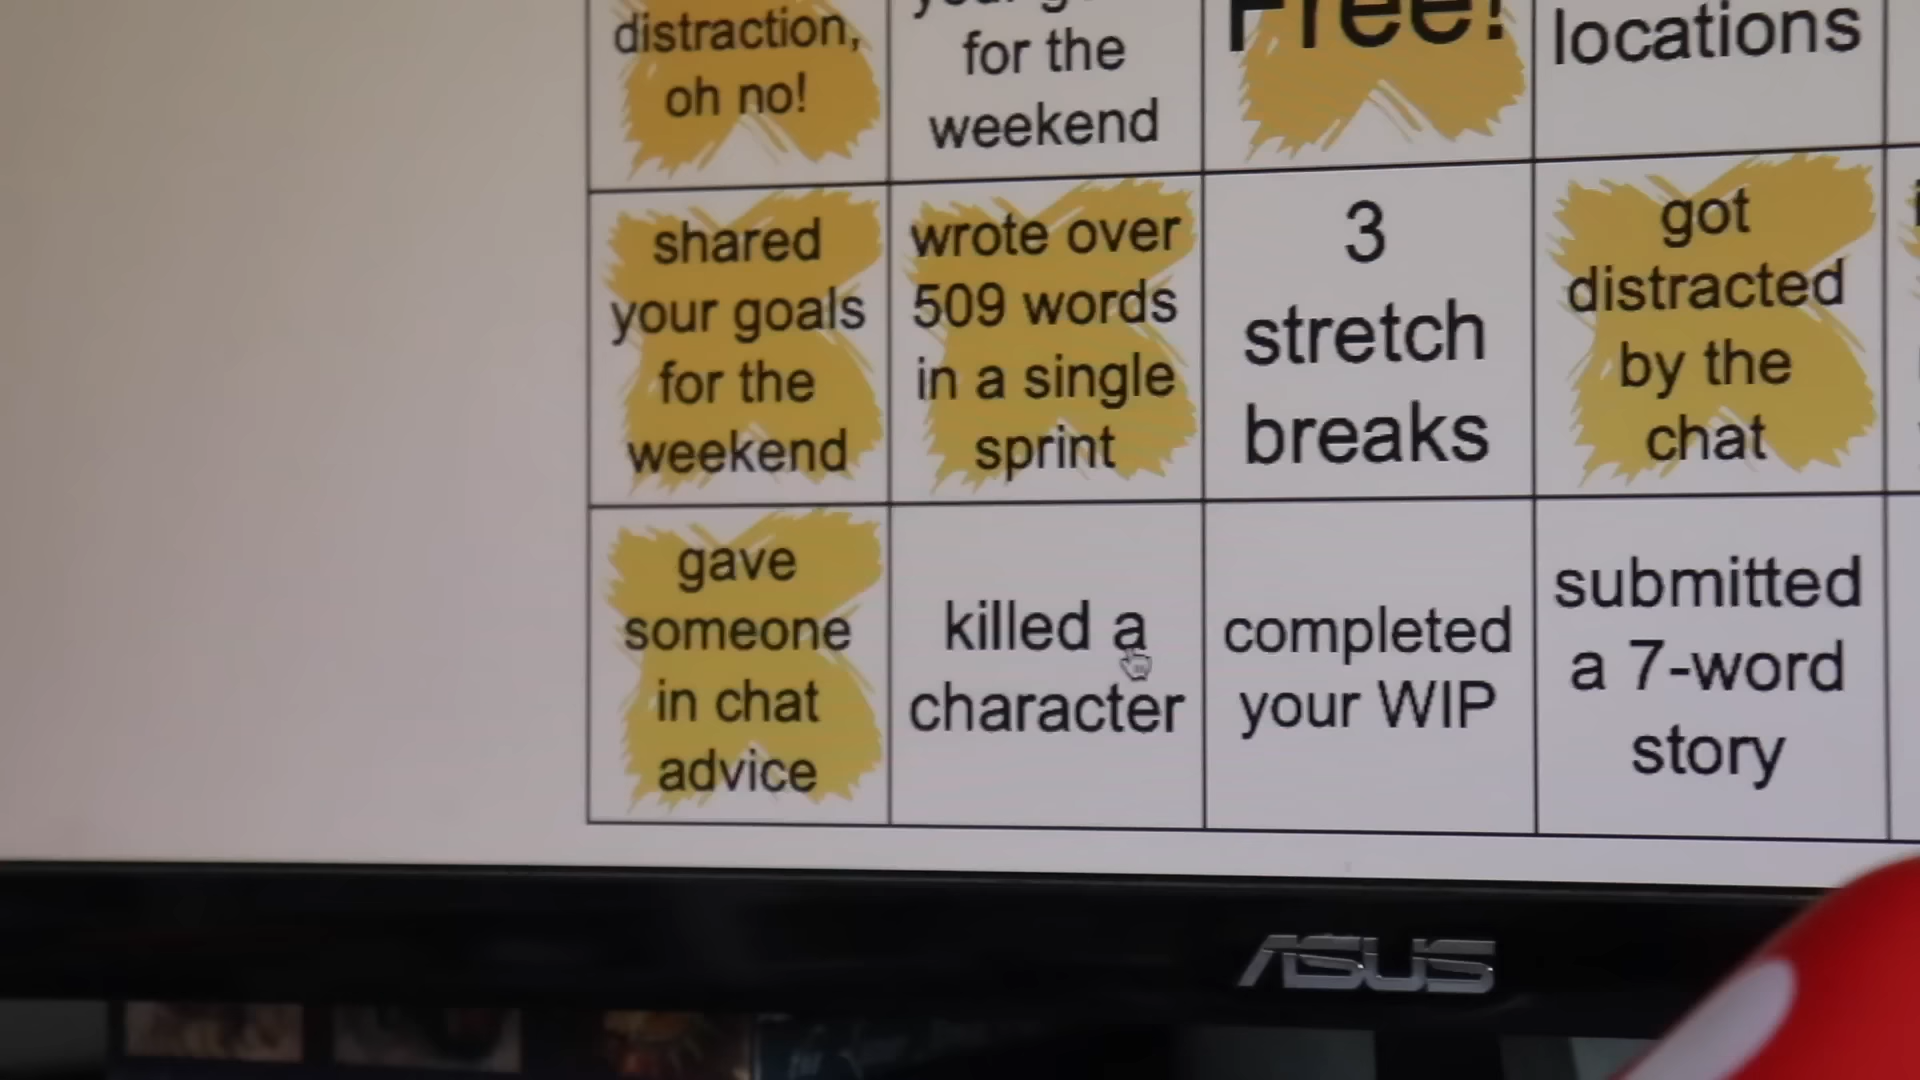 distraction,
oh no!
for the
weekend
Free!
locations
shared
your goals
for the
weekend
wrote over
509 words
in a single
sprint
3
stretch
breaks
got
distracted
by the
chat
gave
someone
in chat
advice
killed a
character
completed
your WIP
submitted
a 7-word
story
ASUS